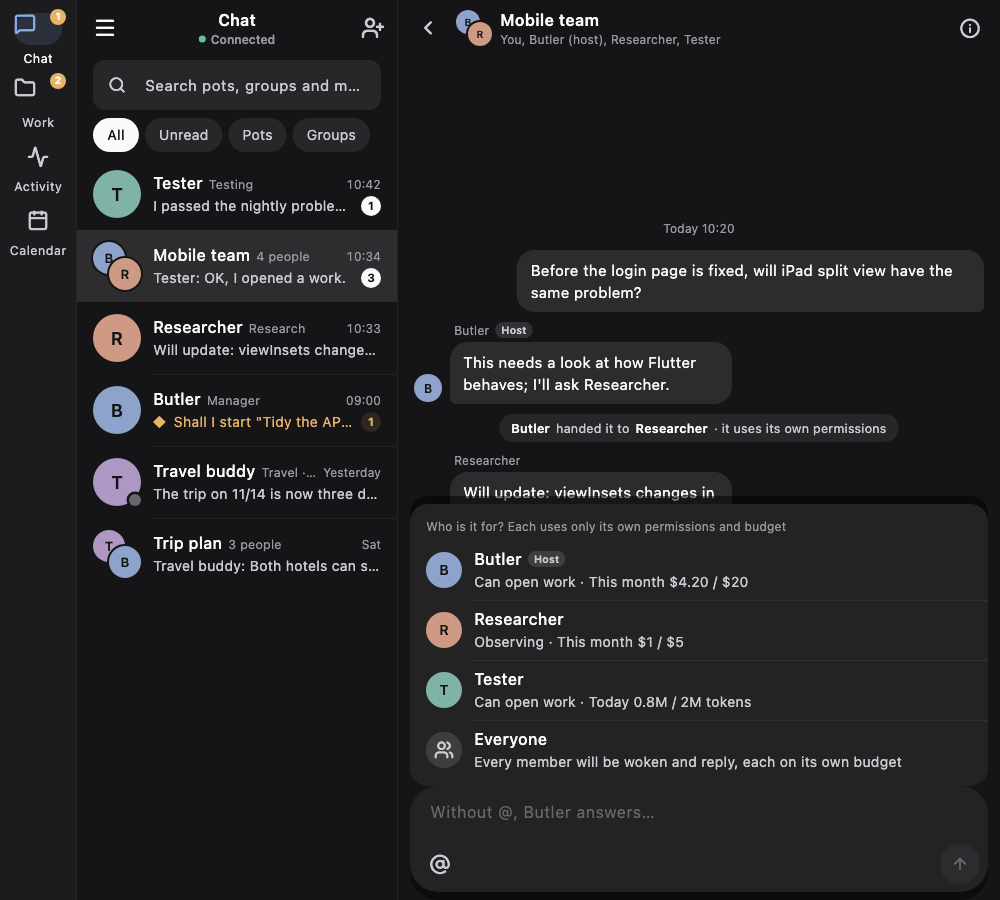 1
Chat
2
Work
Activity
Calendar
Chat
Connected
Search pots, groups and m...
All
Unread
Pots
Groups
T
Tester Testing 10:42
I passed the nightly proble... 1
B
R
Mobile team 4 people 10:34
Tester: OK, I opened a work. 3
R
Researcher Research 10:33
Will update: viewInsets change...
B
Butler Manager 09:00
Shall I start "Tidy the AP... 1
T
Travel buddy Travel ·... Yesterday
The trip on 11/14 is now three d...
T
B
Trip plan 3 people Sat
Travel buddy: Both hotels can s...
B
R
Mobile team
You, Butler (host), Researcher, Tester
Today 10:20
Before the login page is fixed, will iPad split view have the
same problem?
Butler Host
This needs a look at how Flutter
behaves; I'll ask Researcher.
B
Butler handed it to Researcher · it uses its own permissions
Researcher
Will update: viewInsets changes in
Who is it for? Each uses only its own permissions and budget
B
Butler Host
Can open work · This month $4.20 / $20
R
Researcher
Observing · This month $1 / $5
T
Tester
Can open work · Today 0.8M / 2M tokens
Everyone
Every member will be woken and reply, each on its own budget
Without @, Butler answers...
@